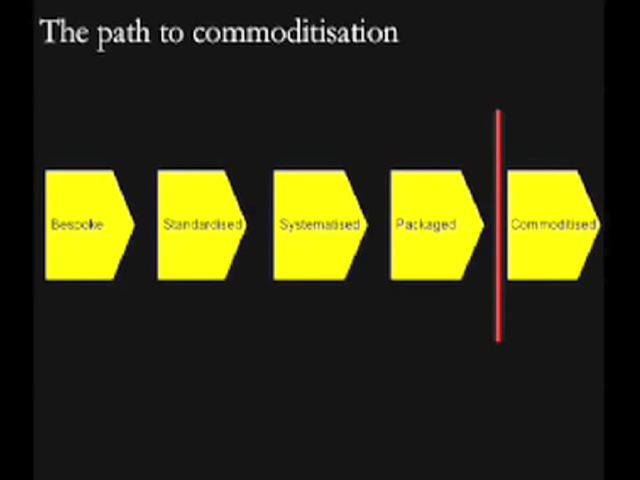 The path to commoditisation
Bespoke
Standardised
Systematised
Packaged
Commoditised